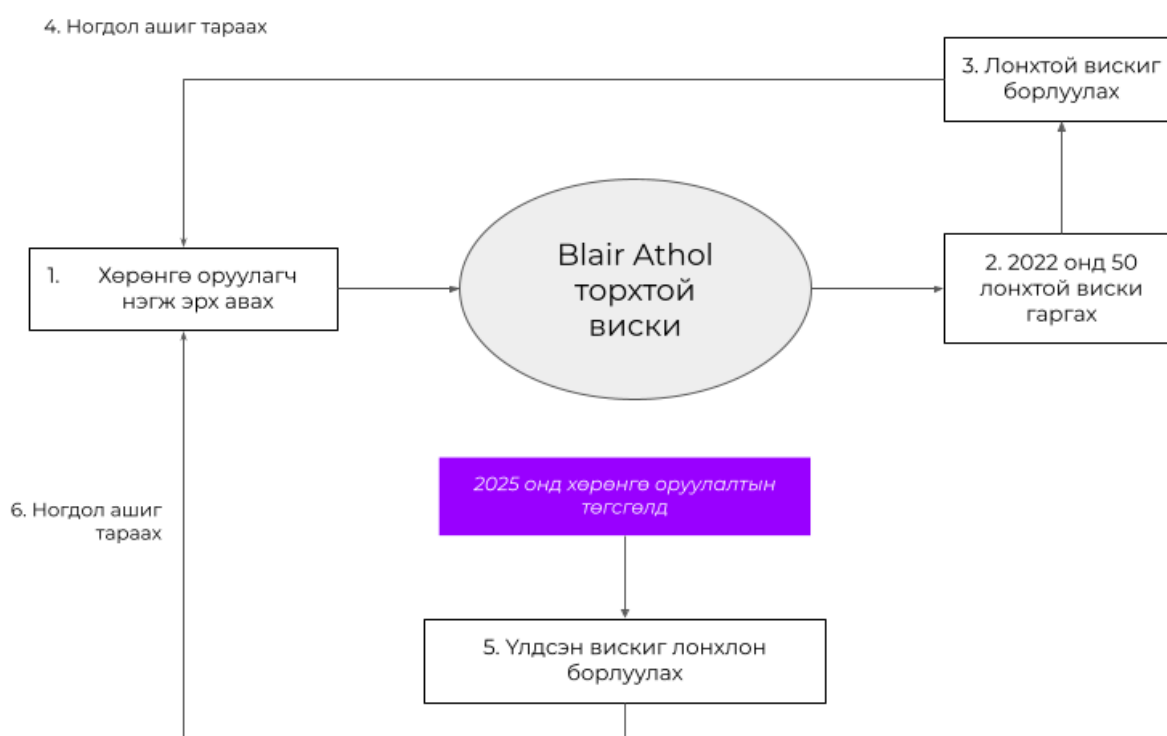 4. Ногдол ашиг тараах
3. Лонхтой вискиг
борлуулах
1. Хөрөнгө оруулагч
нэгж эрх авах
Blair Athol
торхтой
виски
2. 2022 онд 50
лонхтой виски
гаргах
2025 онд хөрөнгө оруулалтын
төгсгөлд
6. Ногдол ашиг
тараах
5. Үлдсэн вискиг лонхлон
борлуулах